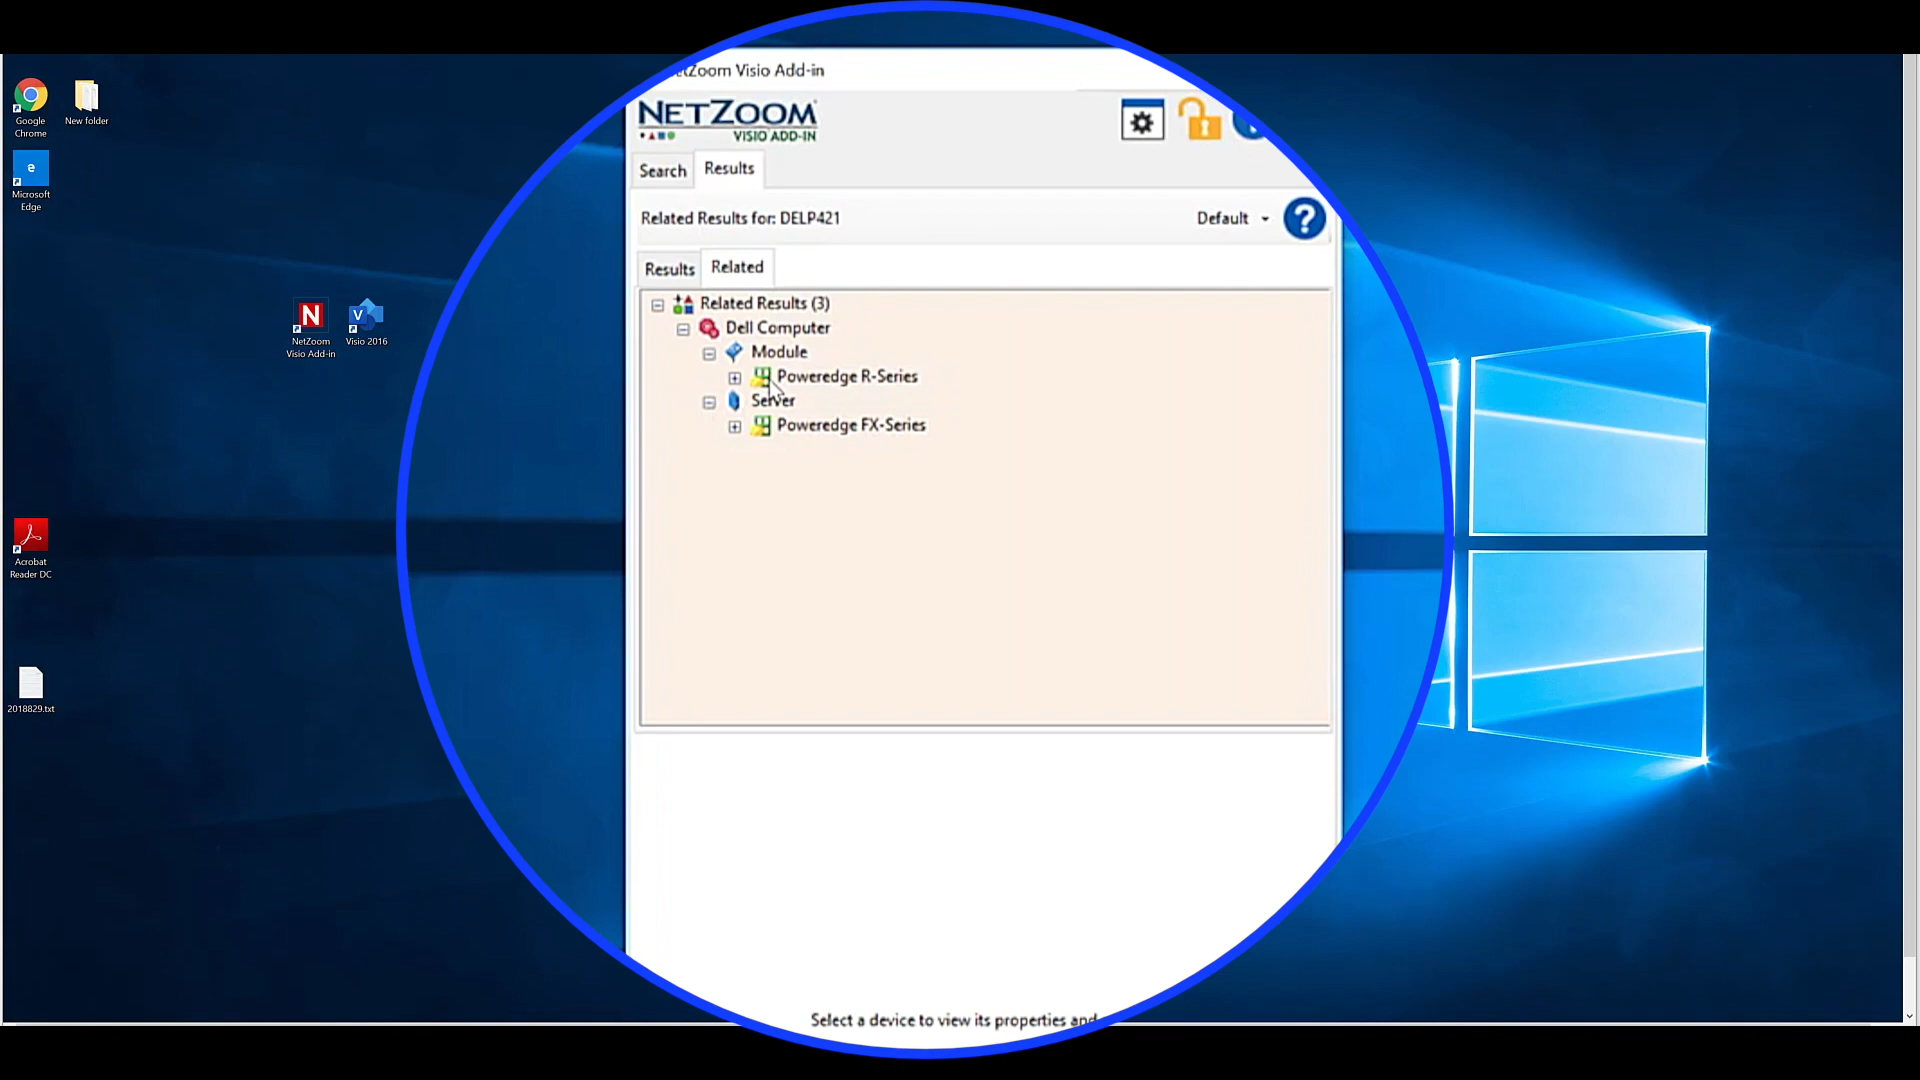 Google
Chrome
New folder
Microsoft
Edge
NetZoom
Visio Add-in
Visio 2016
Acrobat
Reader DC
2018829.txt
Zoom Visio Add-in
NETZOOM
VISIO ADD-IN
Search
Results
Related Results for: DELP421
Default
Results
Related
Related Results (3)
Dell Computer
Module
Poweredge R-Series
Server
Poweredge FX-Series
Select a device to view its properties and